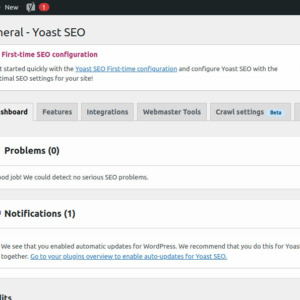 New 1
neral - Yoast SEO
First-time SEO configuration
t started quickly with the Yoast SEO First-time configuration and configure Yoast SEO with the
timal SEO settings for your site!
shboard Features Integrations Webmaster Tools Crawl settings Beta
Problems (0)
ood job! We could detect no serious SEO problems.
Notifications (1)
We see that you enabled automatic updates for WordPress. We recommend that you do this for Yoas
together. Go to your plugins overview to enable auto-updates for Yoast SEO.
dits